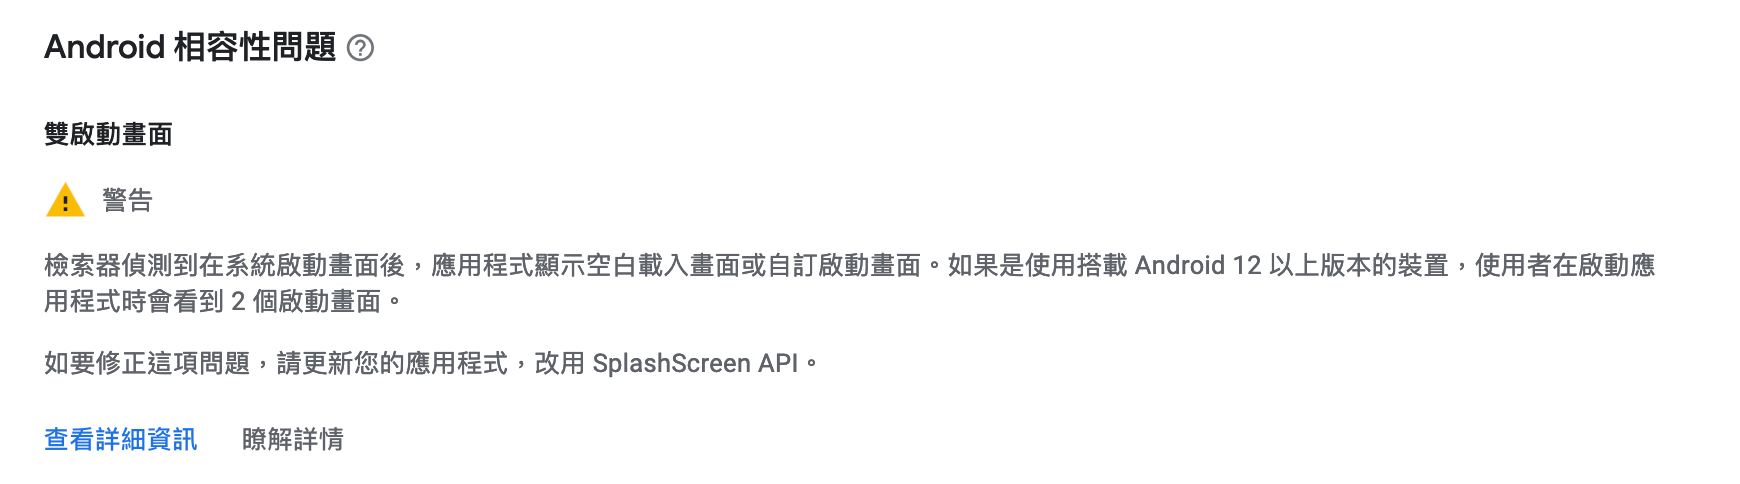 Android 相容性問題
雙啟動畫面
警告
檢索器偵測到在系統啟動畫面後，應用程式顯示空白載入畫面或自訂啟動畫面。如果是使用搭載 Android 12 以上版本的裝置，使用者在啟動應
用程式時會看到 2 個啟動畫面。
如要修正這項問題，請更新您的應用程式，改用 SplashScreen API。
查看詳細資訊 瞭解詳情